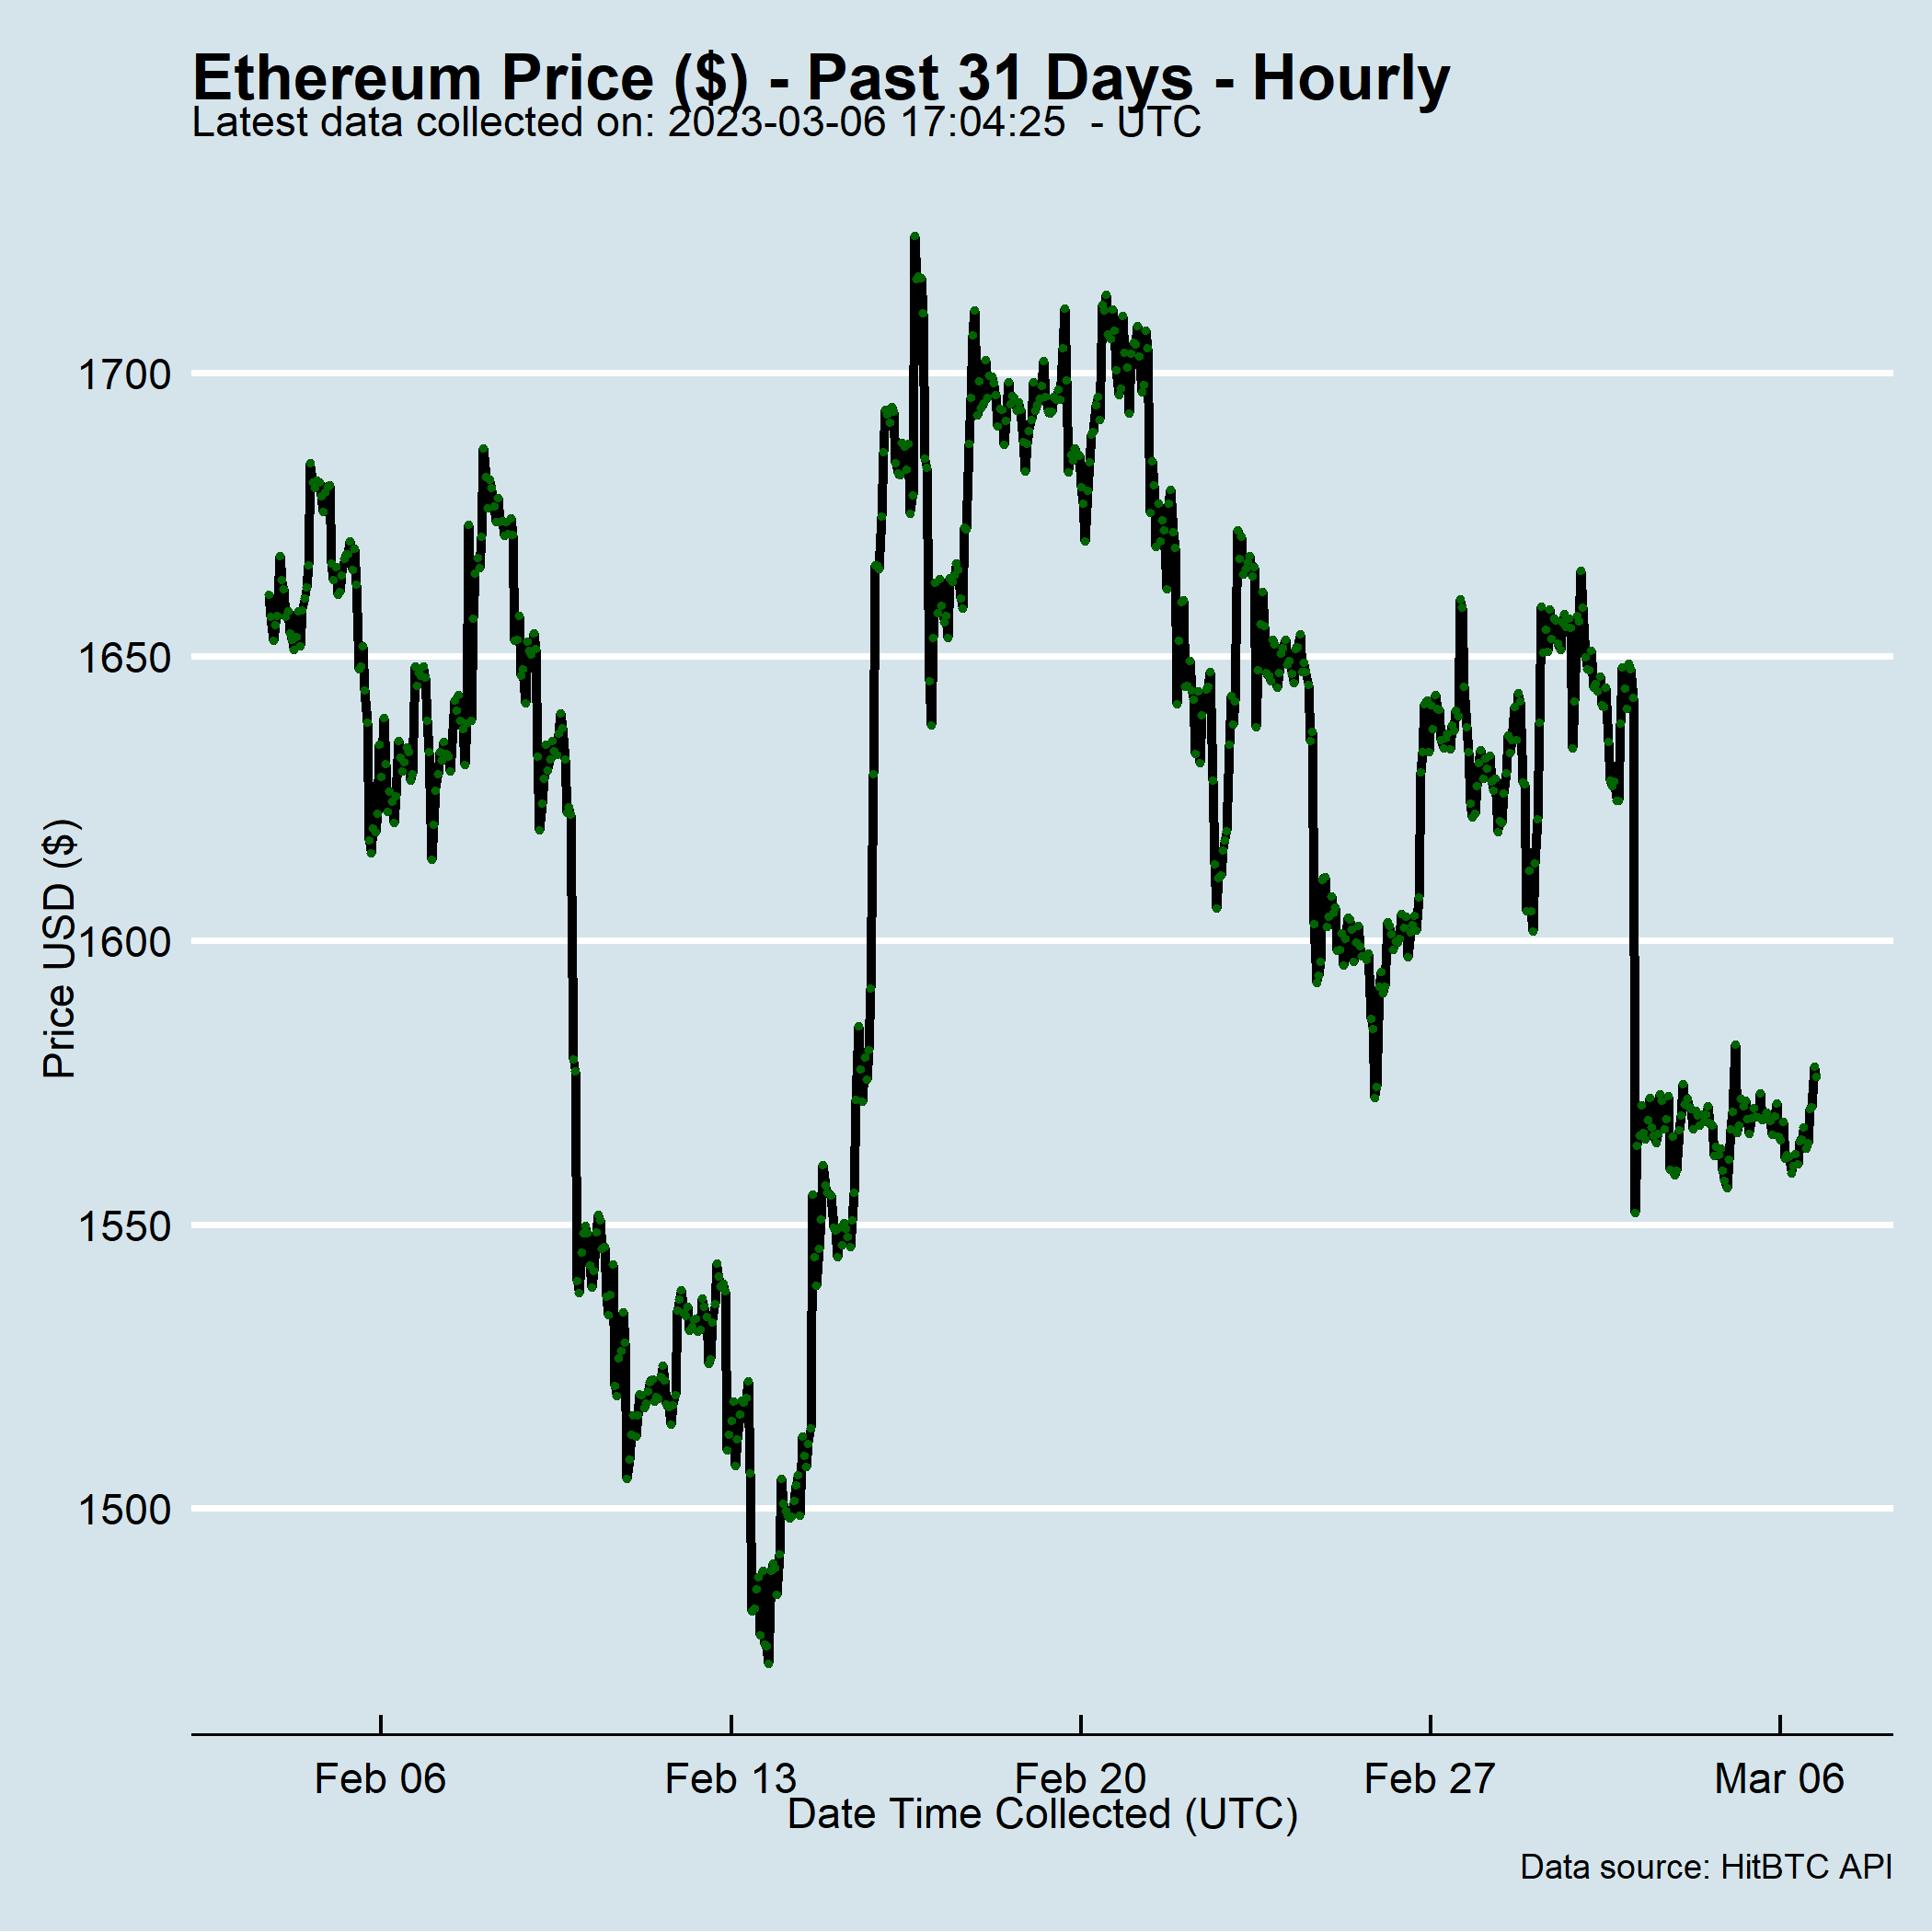 Ethereum Price ($) - Past 31 Days - Hourly
Latest data collected on: 2023-03-06 17:04:25  - UTC
1700
1650
1600
1550
1500
Price USD ($)
Feb 06
Feb 13
Feb 20
Feb 27
Mar 06
Date Time Collected (UTC)
Data source: HitBTC API